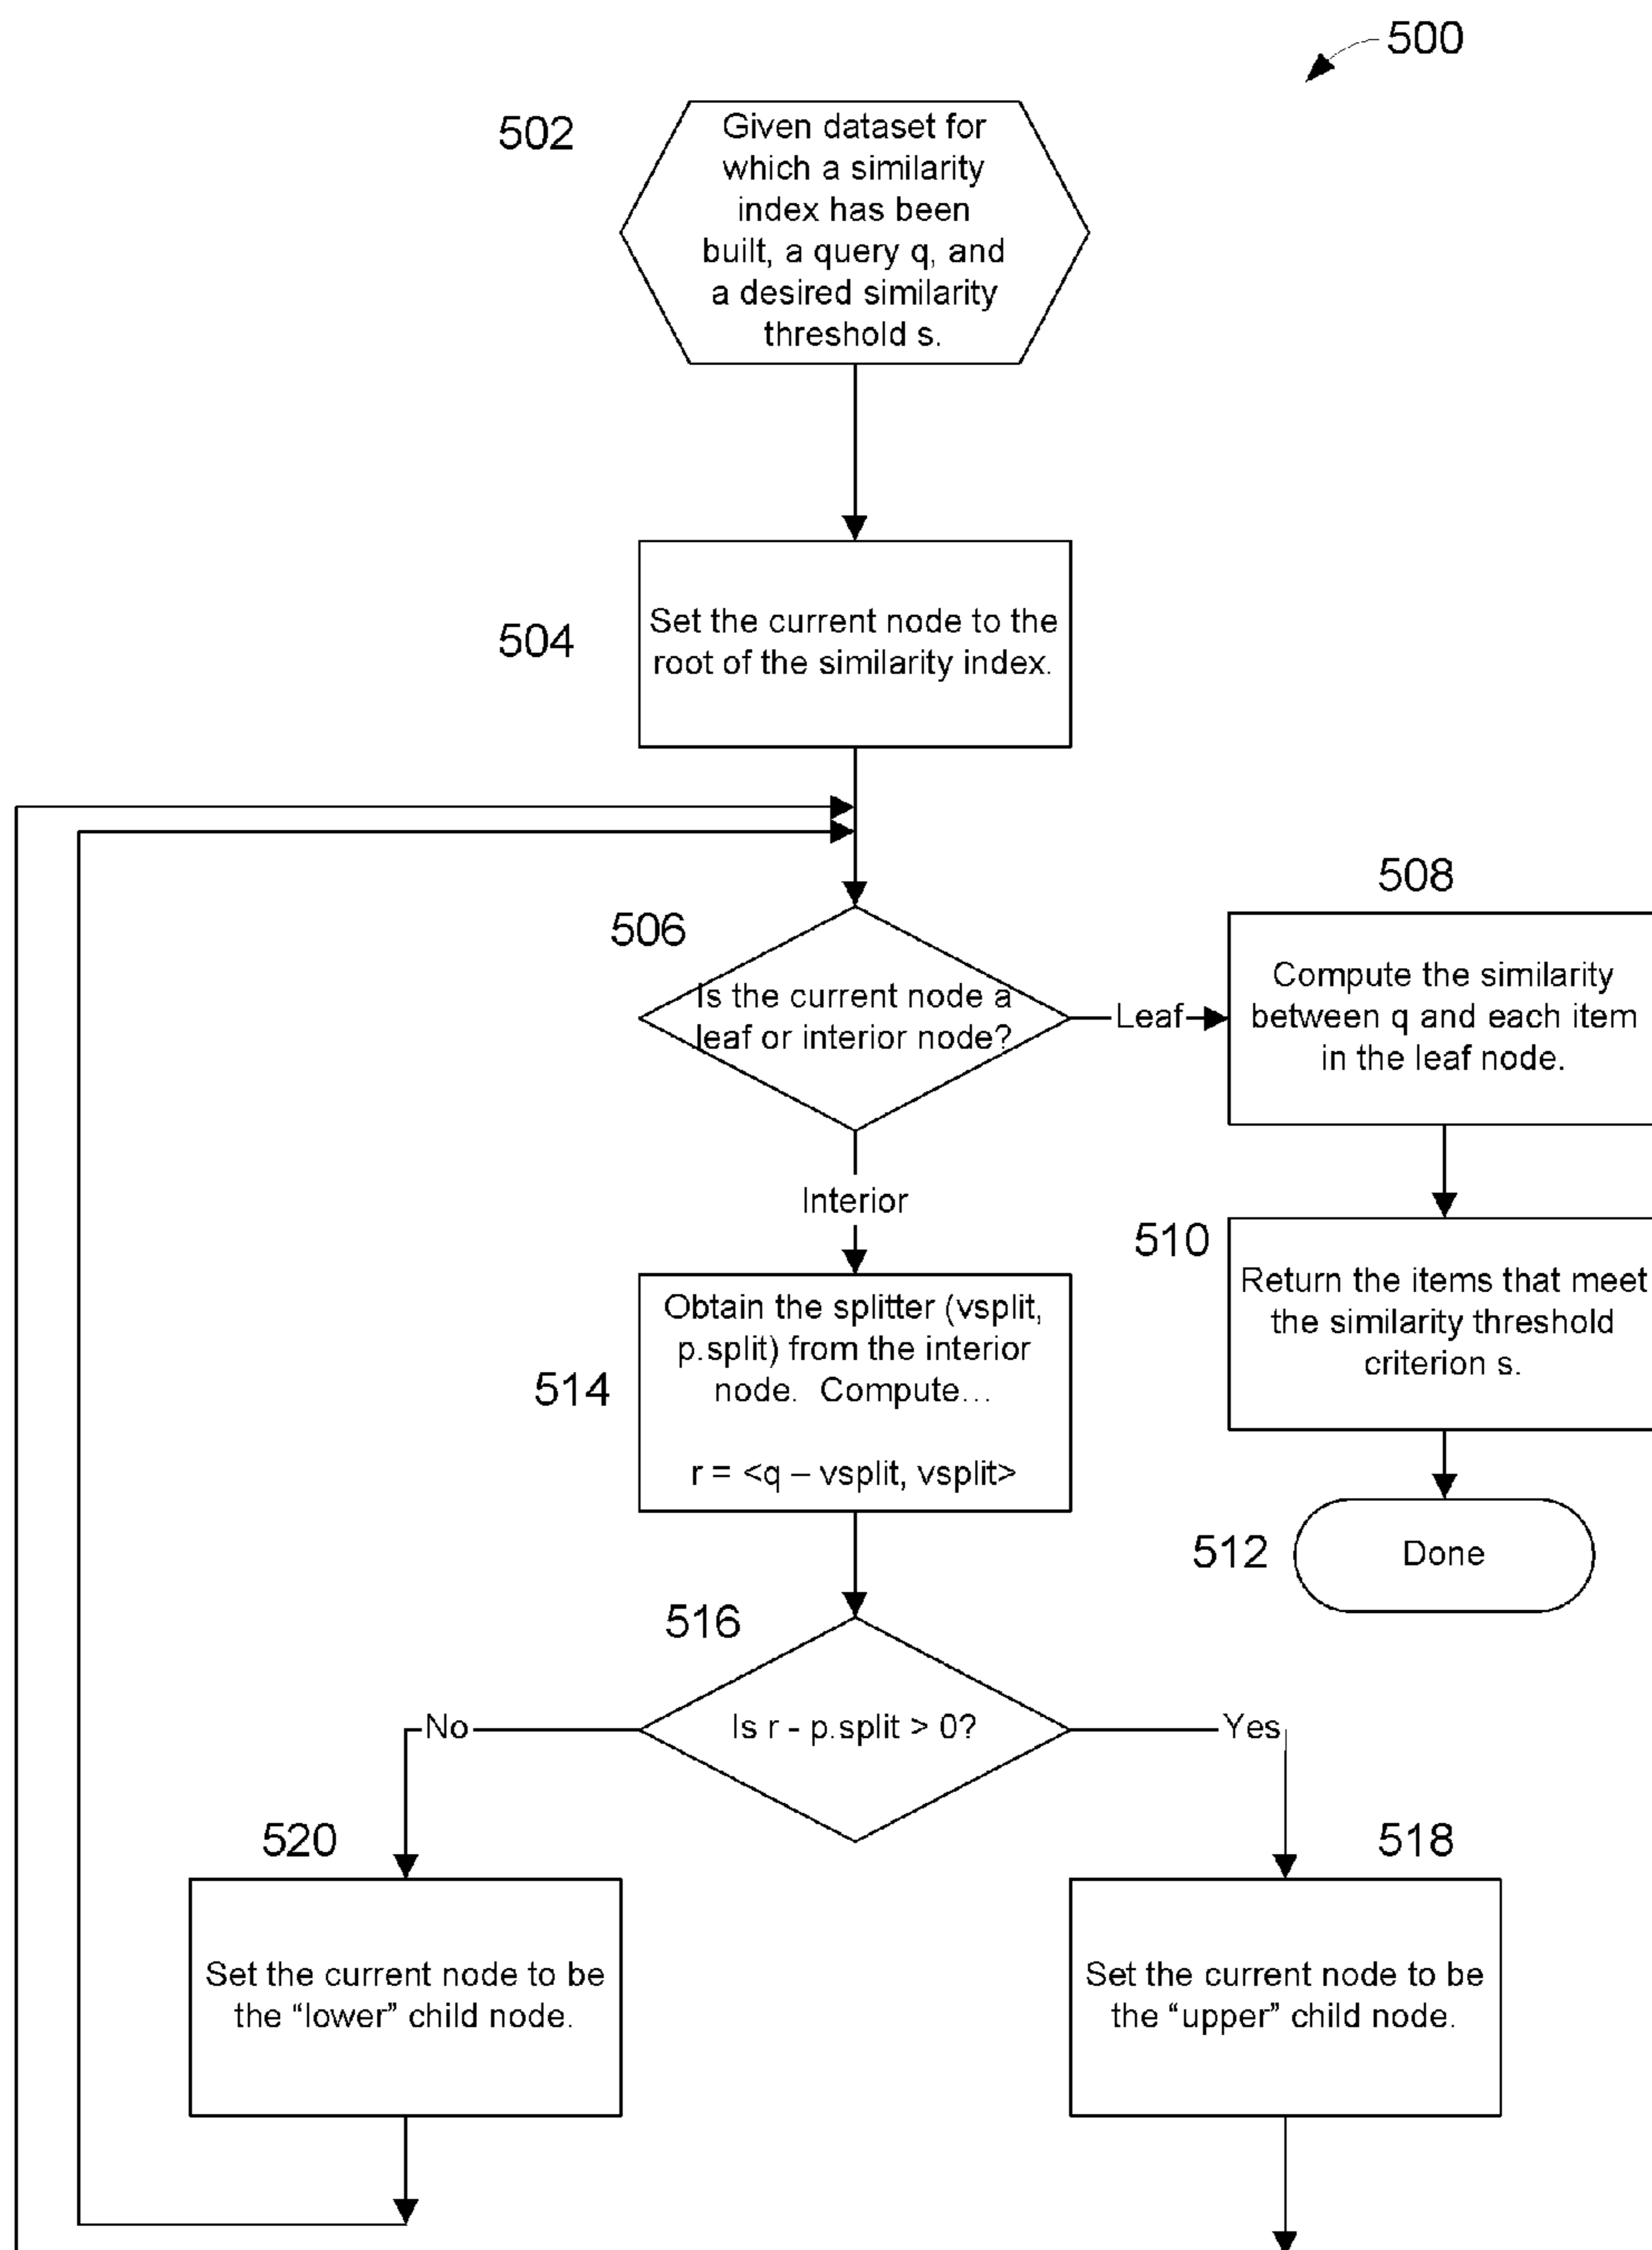 500
502
Given dataset for
which a similarity
index has been
built, a query q, and
a desired similarity
threshold s.
504
Set the current node to the
root of the similarity index.
506
Is the current node a
leaf or interior node?
Leaf
508
Compute the similarity
between q and each item
in the leaf node.
Interior
510
Return the items that meet
the similarity threshold
criterion s.
514
Obtain the splitter (vsplit,
p.split) from the interior
node. Compute…
r = <q – vsplit, vsplit>
512
Done
516
Is r - p.split > 0?
No
Yes
520
Set the current node to be
the “lower” child node.
518
Set the current node to be
the “upper” child node.